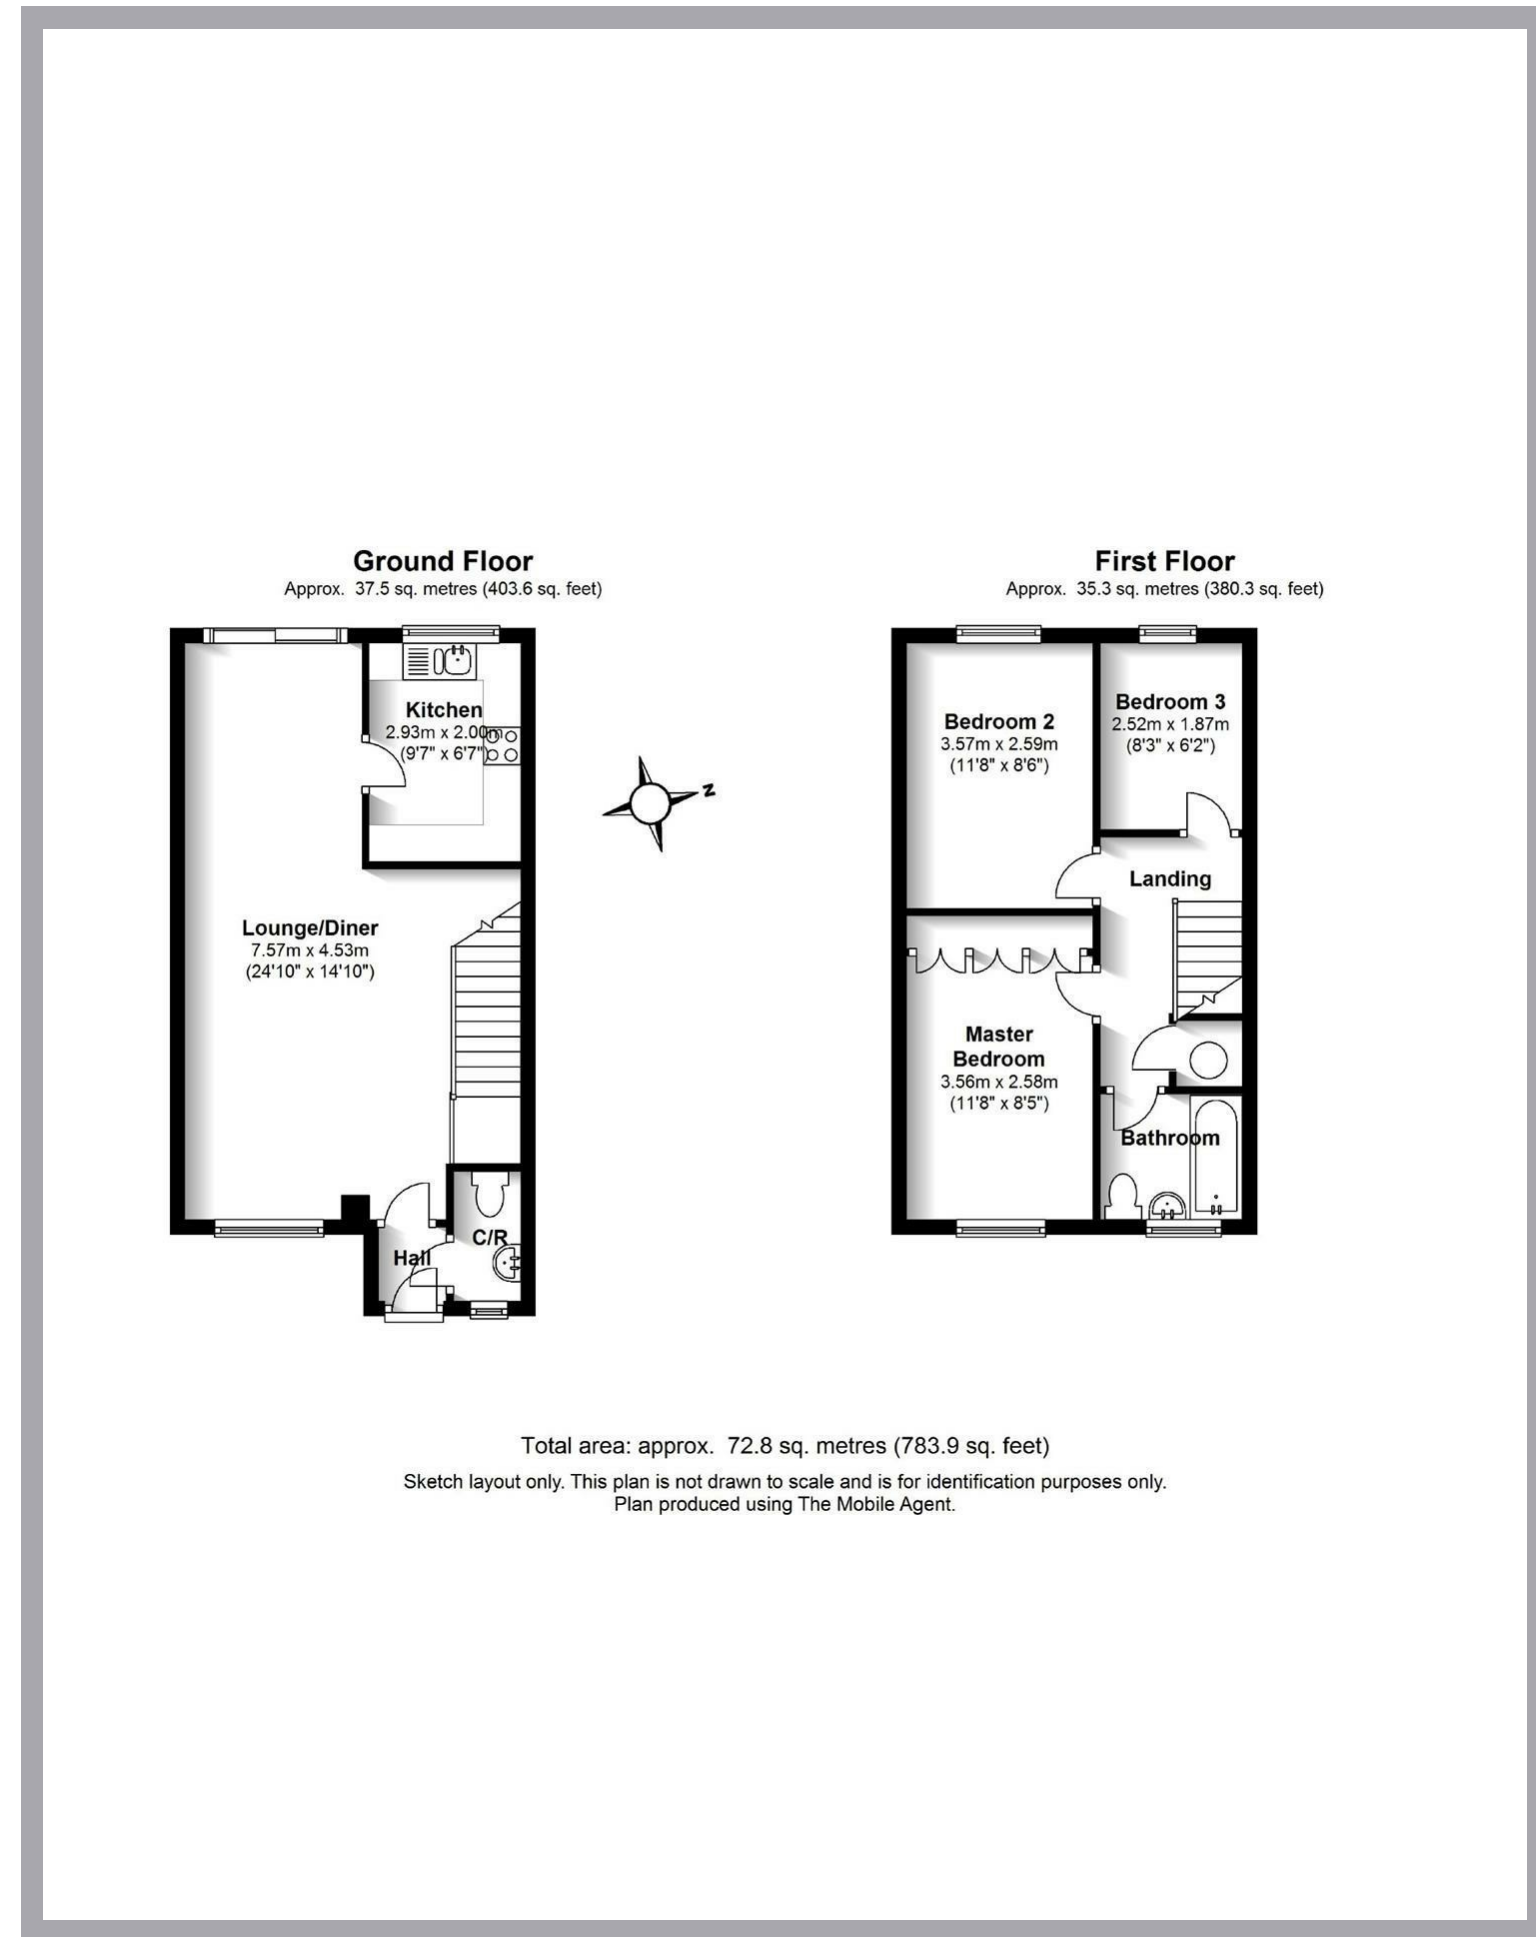 Ground Floor
Approx. 37.5 sq. metres (403.6 sq. feet)
Kitchen
2.93m x 2.00m
(9'7" x 6'7")
Lounge/Diner
7.57m x 4.53m
(24'10" x 14'10")
C/R
Hall
N
First Floor
Approx. 35.3 sq. metres (380.3 sq. feet)
Bedroom 2
3.57m x 2.59m
(11'8" x 8'6")
Bedroom 3
2.52m x 1.87m
(8'3" x 6'2")
Landing
Master
Bedroom
3.56m x 2.58m
(11'8" x 8'5")
Bathroom
Total area: approx. 72.8 sq. metres (783.9 sq. feet)
Sketch layout only. This plan is not drawn to scale and is for identification purposes only.
Plan produced using The Mobile Agent.